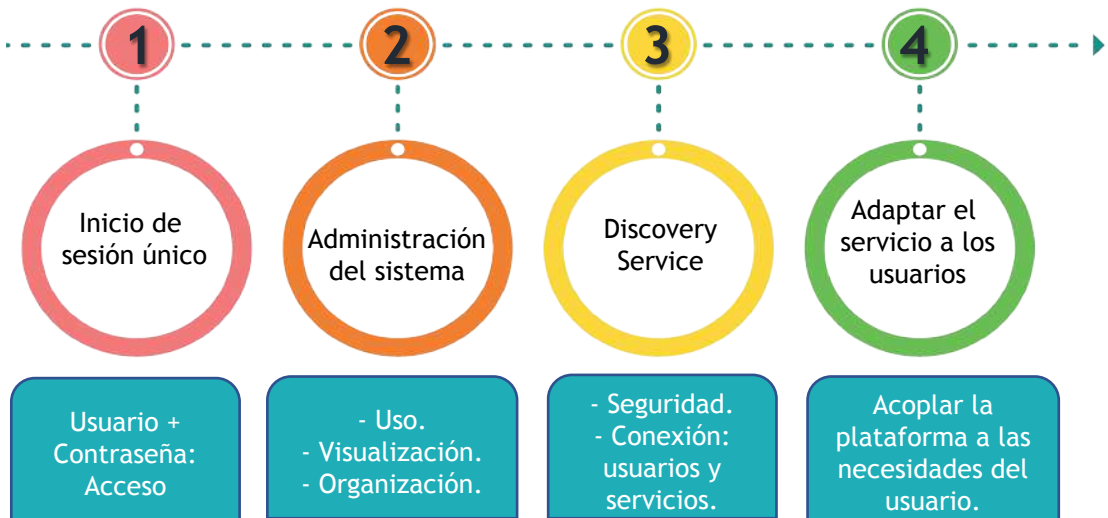 1
2
3
4
Inicio de
sesión único
Administración
del sistema
Discovery
Service
Adaptar el
servicio a los
usuarios
Usuario +
Contraseña:
Acceso
- Uso.
- Visualización.
- Organización.
- Seguridad.
- Conexión:
usuarios y
servicios.
Acoplar la
plataforma a las
necesidades del
usuario.